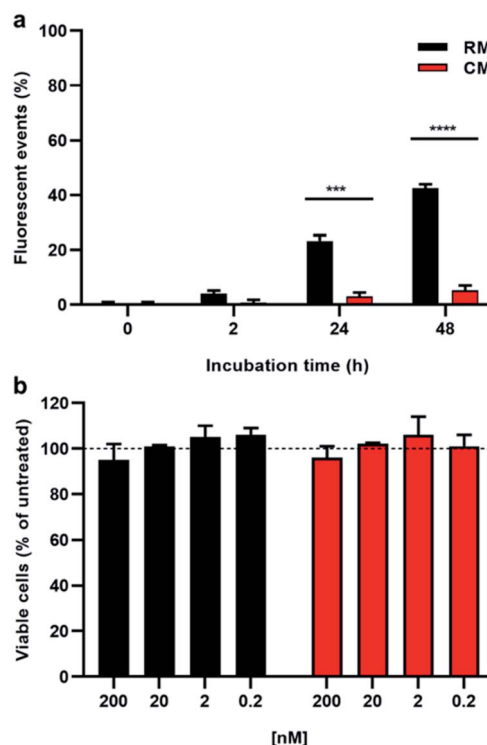 a
100
80
60
40
20
0
Fluorescent events (%)
RM
CM
***
****
0 2 24 48
Incubation time (h)
b
120
100
80
60
40
20
0
Viable cells (% of untreated)
200 20 2 0.2 200 20 2 0.2
[nM]